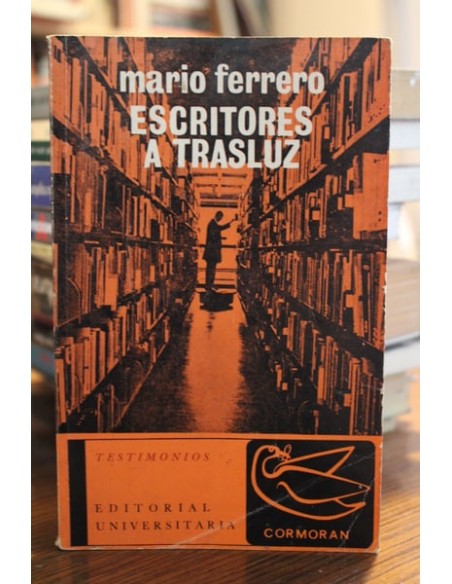 mario ferrero
ESCRITORES
A TRASLUZ
TESTIMONIOS
EDITORIAL
UNIVERSITARIA
CORMORAN